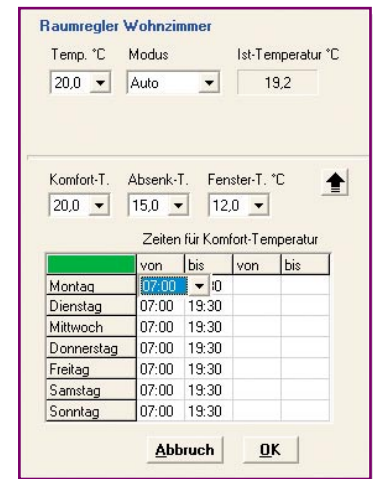 Raumregler Wohnzimmer
Temp. °C Modus Ist-Temperatur °C
20,0 Auto 19,2
Komfort-T. Absenk-T. Fenster-T. °C
20,0 15,0 12,0
Zeiten für Komfort-Temperatur
von bis von bis
Montag 07:00
Dienstag 07:00 19:30
Mittwoch 07:00 19:30
Donnerstag 07:00 19:30
Freitag 07:00 19:30
Samstag 07:00 19:30
Sonntag 07:00 19:30
Abbruch OK